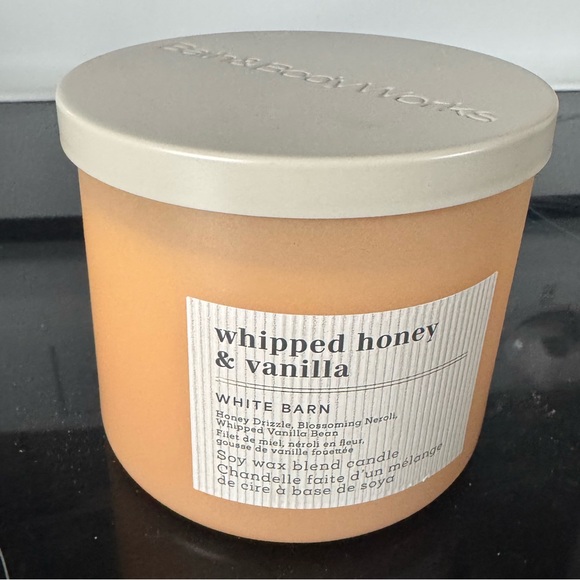 Bath & Body Works
whipped honey
& vanilla
WHITE BARN
Honey Drizzle, Blossoming Neroli,
Whipped Vanilla Bean
Filet de miel, néroli en fleur,
gousse de vanille fouettée
Soy wax blend candle
Chandelle faite d'un mélange
de cire à base de soya